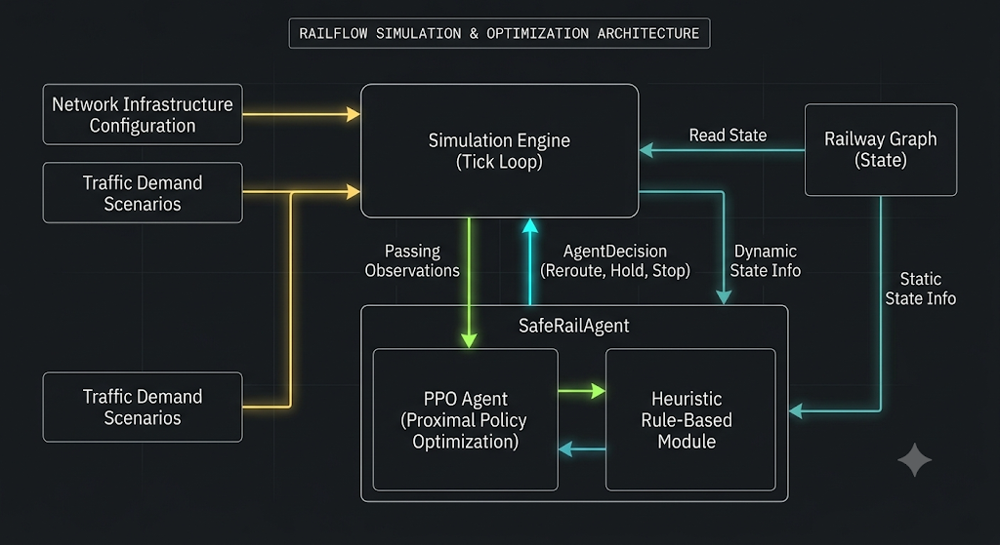 RAILFLOW SIMULATION & OPTIMIZATION ARCHITECTURE
Network Infrastructure
Configuration
Traffic Demand
Scenarios
Simulation Engine
(Tick Loop)
Read State
Railway Graph
(State)
Passing
Observations
AgentDecision
(Reroute, Hold, Stop)
Dynamic
State Info
Static
State Info
SafeRailAgent
Traffic Demand
Scenarios
PPO Agent
(Proximal Policy
Optimization)
Heuristic
Rule-Based
Module